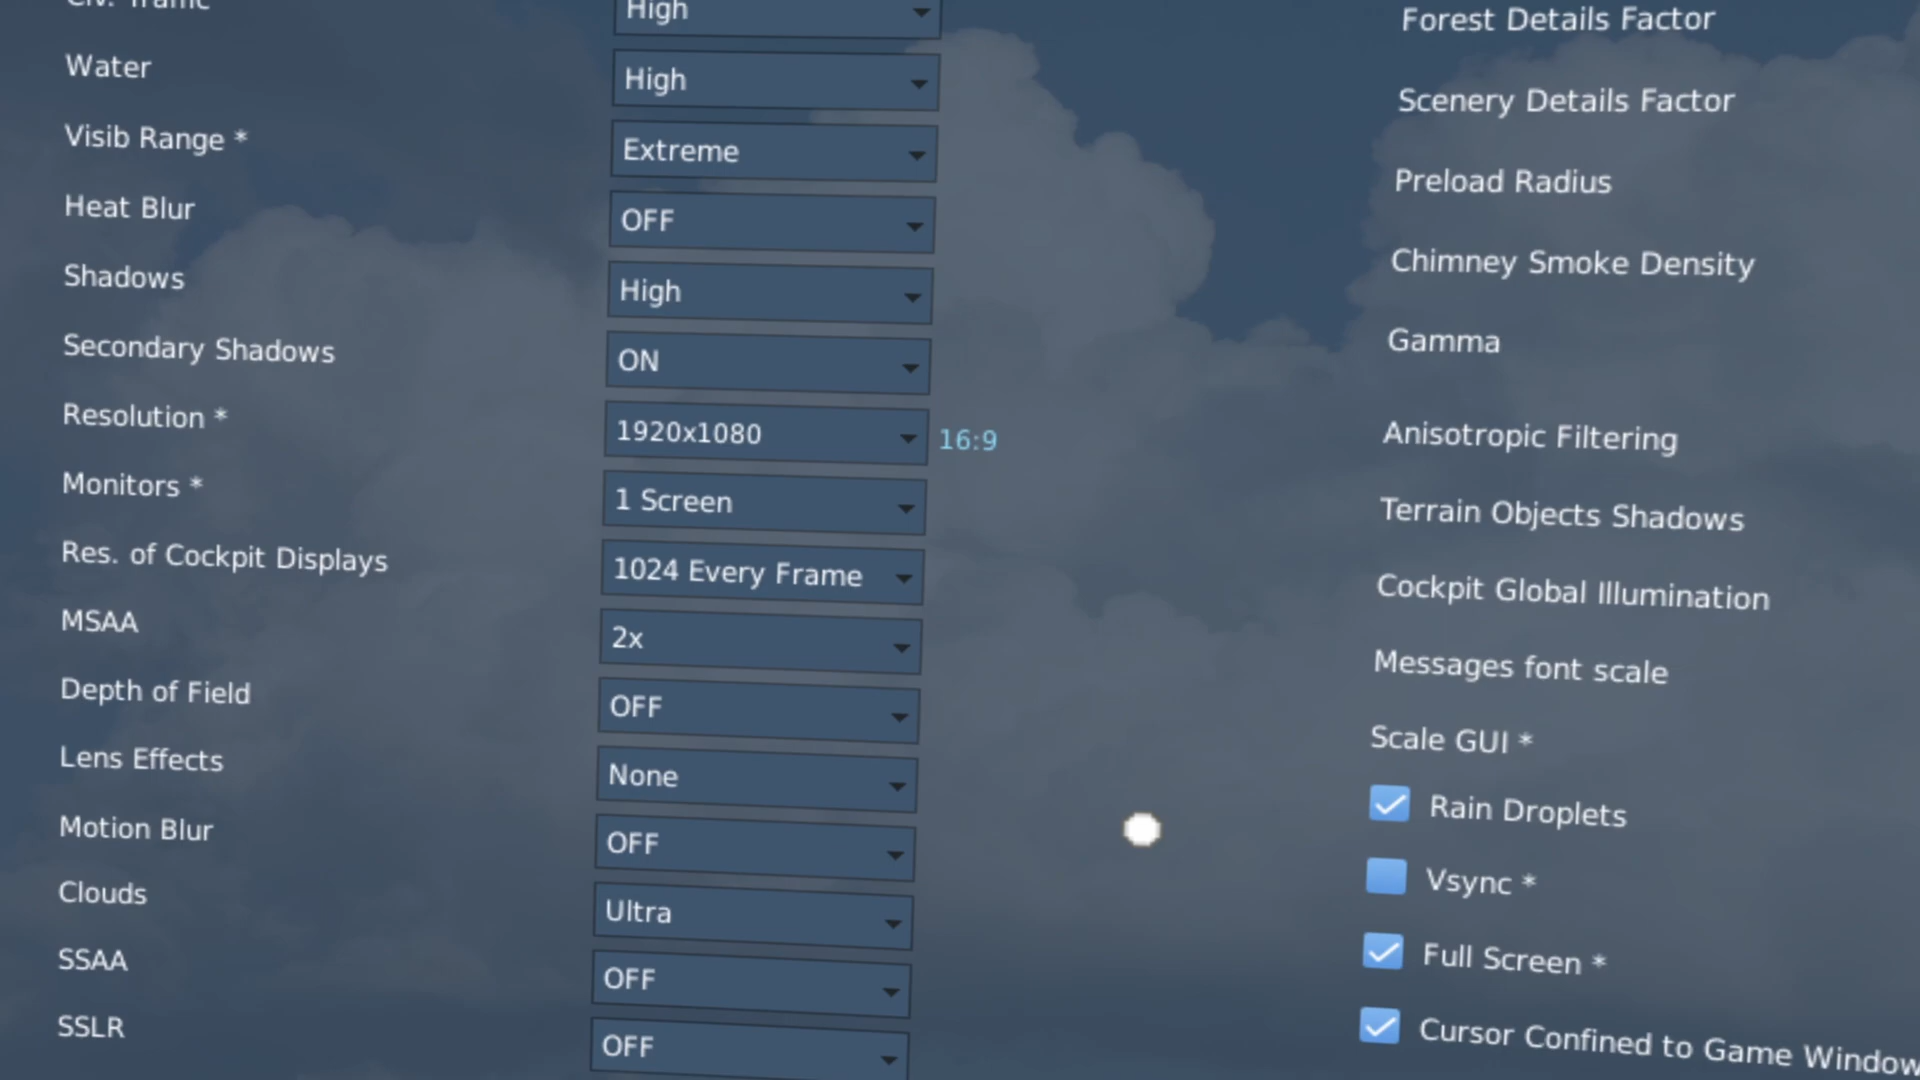 Civ. Traffic
High
Water
High
Visib Range *
Extreme
Heat Blur
OFF
Shadows
High
Secondary Shadows
ON
Resolution *
1920x1080
16:9
Monitors *
1 Screen
Res. of Cockpit Displays
1024 Every Frame
MSAA
2x
Depth of Field
OFF
Lens Effects
None
Motion Blur
OFF
Clouds
Ultra
SSAA
OFF
SSLR
OFF
Forest Details Factor
Scenery Details Factor
Preload Radius
Chimney Smoke Density
Gamma
Anisotropic Filtering
Terrain Objects Shadows
Cockpit Global Illumination
Messages font scale
Scale GUI *
Rain Droplets
Vsync *
Full Screen *
Cursor Confined to Game Window